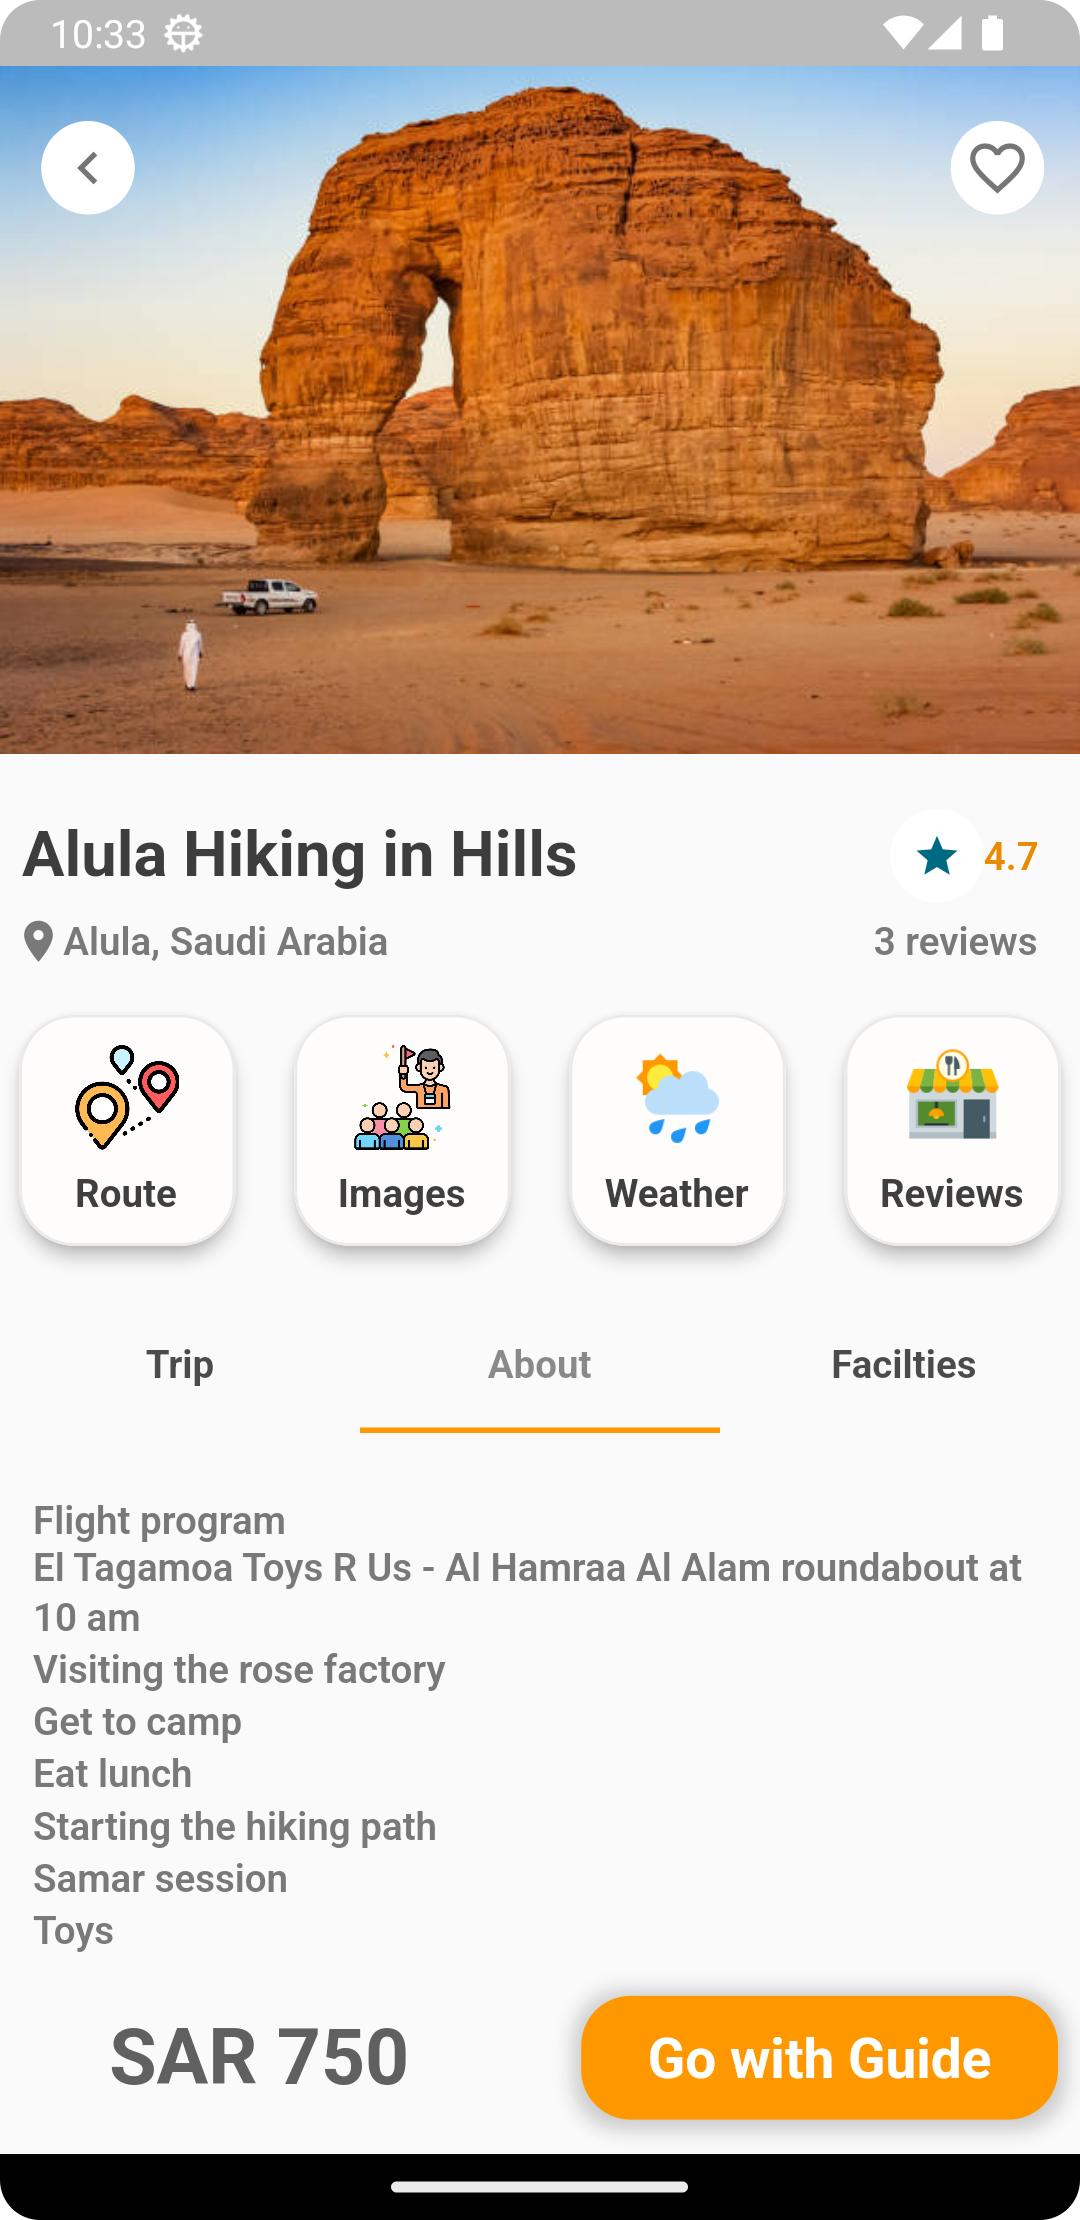 10:33
Alula Hiking in Hills
4.7
Alula, Saudi Arabia
3 reviews
Route
Images
Weather
Reviews
Trip
About
Facilties
Flight program
El Tagamoa Toys R Us - Al Hamraa Al Alam roundabout at
10 am
Visiting the rose factory
Get to camp
Eat lunch
Starting the hiking path
Samar session
Toys
SAR 750
Go with Guide